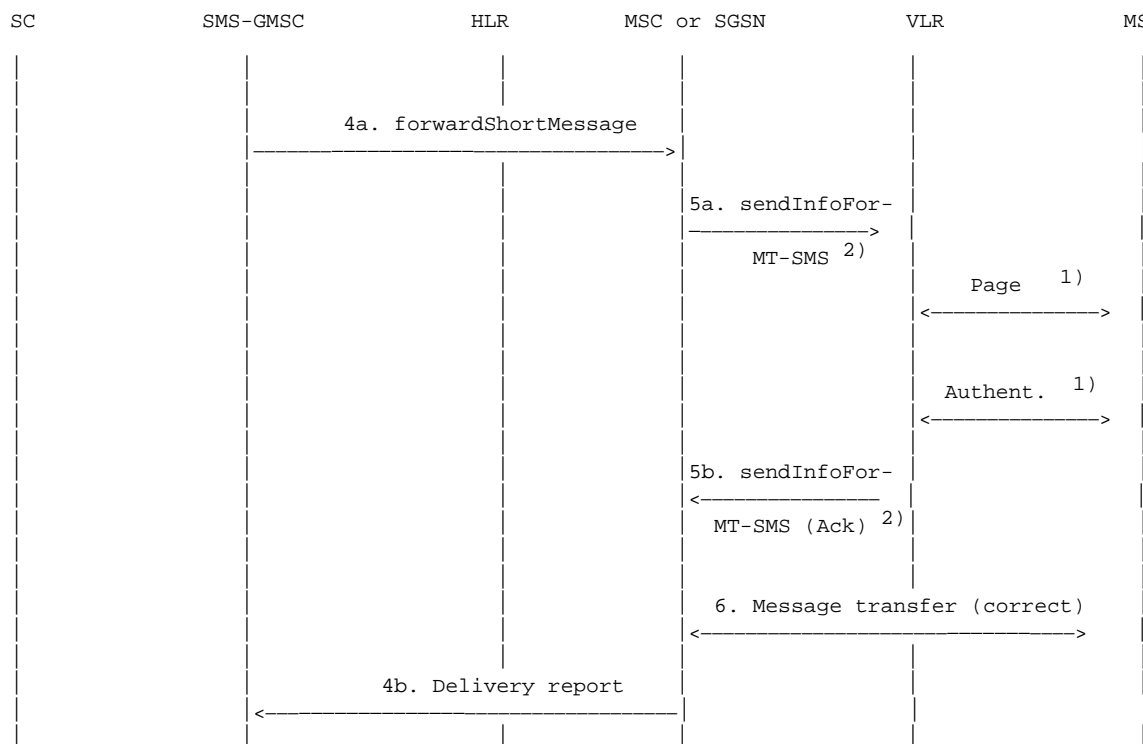 SC SMS-GMSC HLR MSC or SGSN VLR MS
4a. forwardShortMessage
5a. sendInfoFor-
MT-SMS 2)
Page 1)
Authent. 1)
5b. sendInfoFor-
MT-SMS (Ack) 2)
6. Message transfer (correct)
4b. Delivery report